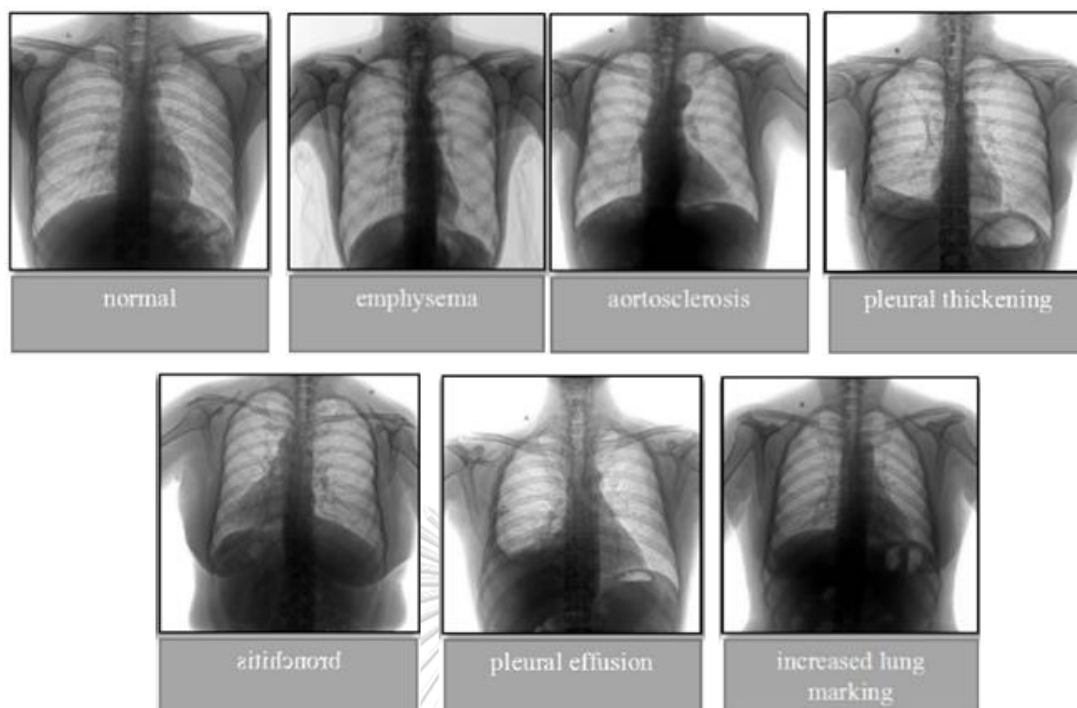 normal
emphysema
aortosclerosis
pleural thickening
bronchitis
pleural effusion
increased lung
marking